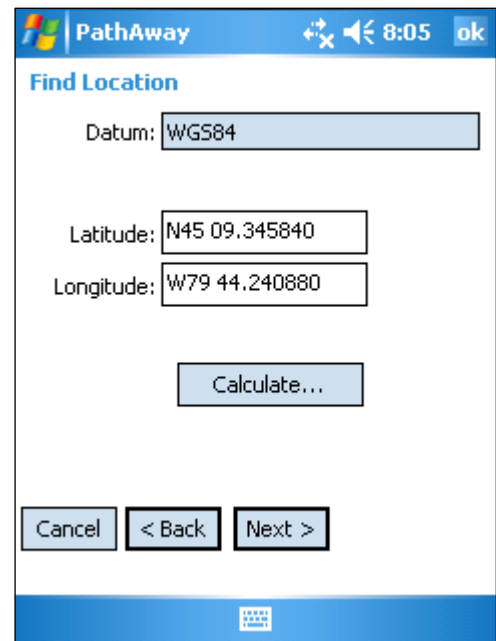 PathAway 8:05 ok
Find Location
Datum: WGS84
Latitude: N45 09.345840
Longitude: W79 44.240880
Calculate...
Cancel < Back Next >